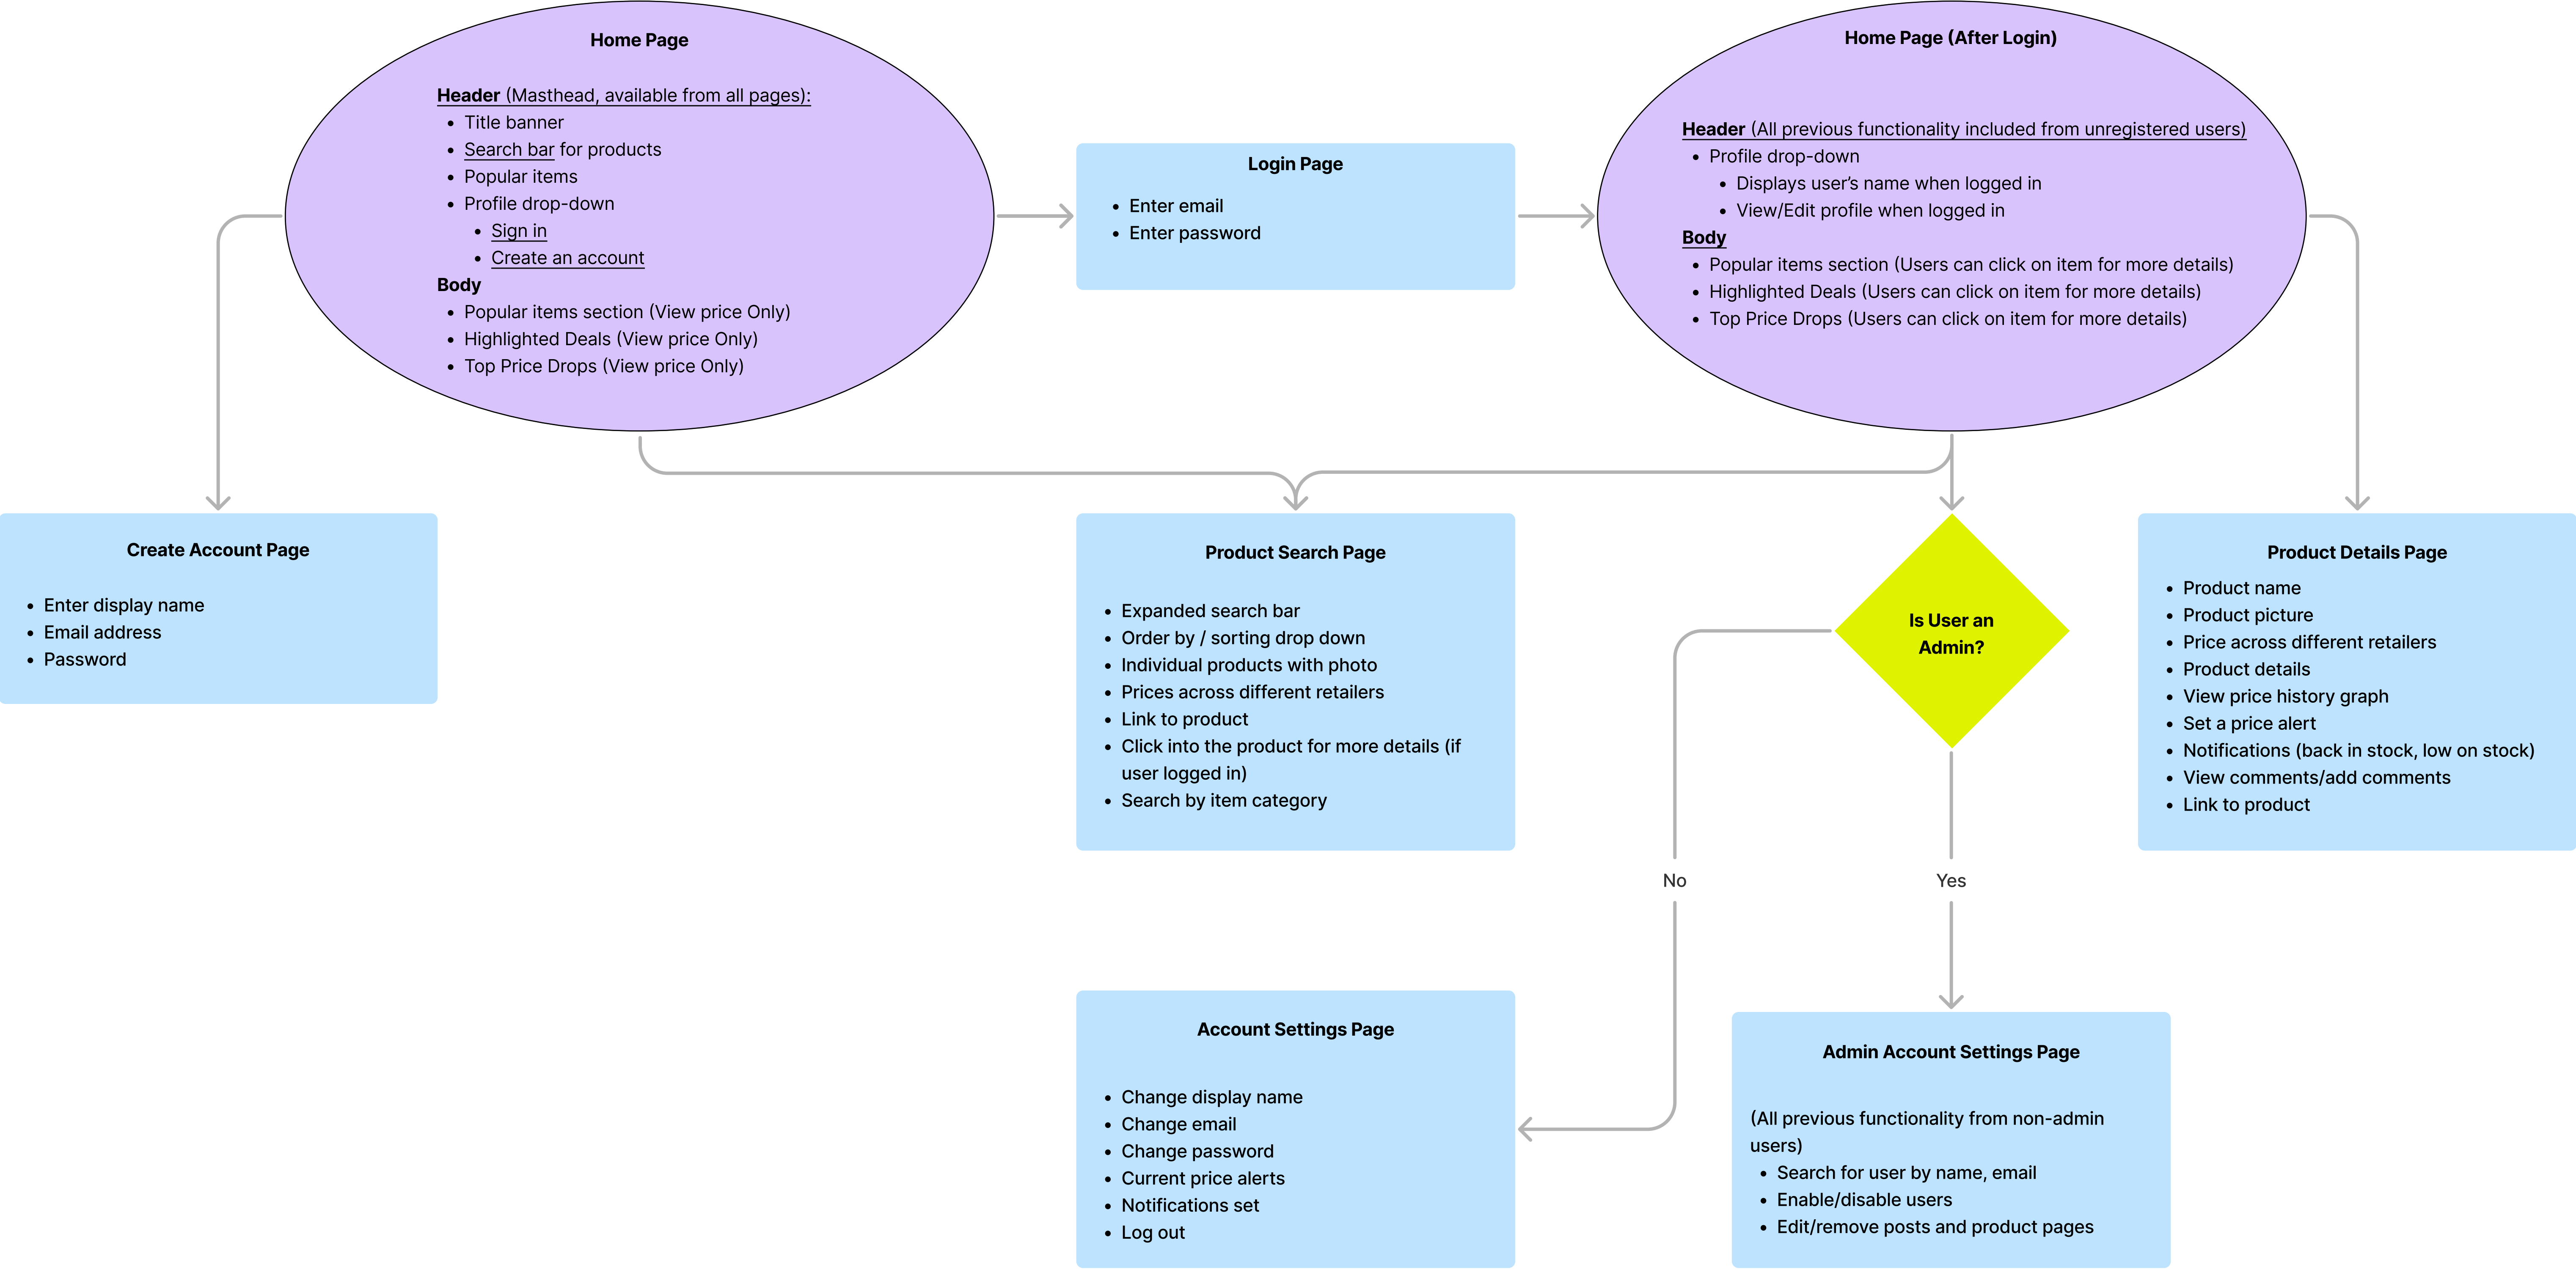 Home Page
Header (Masthead, available from all pages):
Title banner
Search bar for products
Popular items
Profile drop-down
Sign in
Create an account
Body
Popular items section (View price Only)
Highlighted Deals (View price Only)
Top Price Drops (View price Only)
Login Page
Enter email
Enter password
Home Page (After Login)
Header (All previous functionality included from unregistered users)
Profile drop-down
Displays user’s name when logged in
View/Edit profile when logged in
Body
Popular items section (Users can click on item for more details)
Highlighted Deals (Users can click on item for more details)
Top Price Drops (Users can click on item for more details)
Create Account Page
Enter display name
Email address
Password
Product Search Page
Expanded search bar
Order by / sorting drop down
Individual products with photo
Prices across different retailers
Link to product
Click into the product for more details (if
user logged in)
Search by item category
Is User an
Admin?
Product Details Page
Product name
Product picture
Price across different retailers
Product details
View price history graph
Set a price alert
Notifications (back in stock, low on stock)
View comments/add comments
Link to product
No
Yes
Account Settings Page
Change display name
Change email
Change password
Current price alerts
Notifications set
Log out
Admin Account Settings Page
(All previous functionality from non-admin
users)
Search for user by name, email
Enable/disable users
Edit/remove posts and product pages